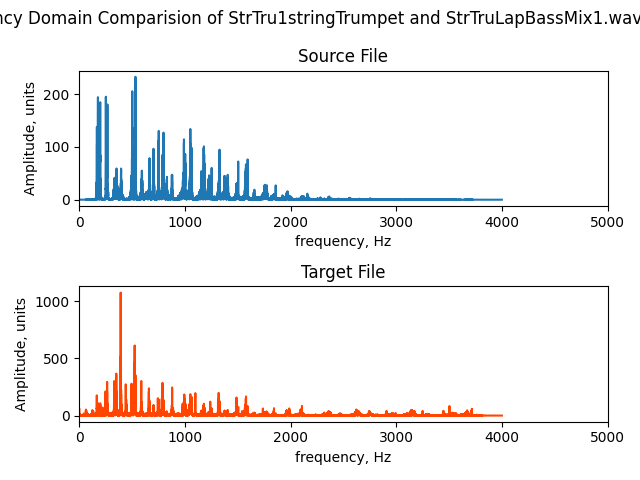 ncy Domain Comparision of StrTru1stringTrumpet and StrTruLapBassMix1.wav
Source File
Amplitude, units
200
100
0
0 1000 2000 3000 4000 5000
frequency, Hz
Target File
Amplitude, units
1000
500
0
0 1000 2000 3000 4000 5000
frequency, Hz